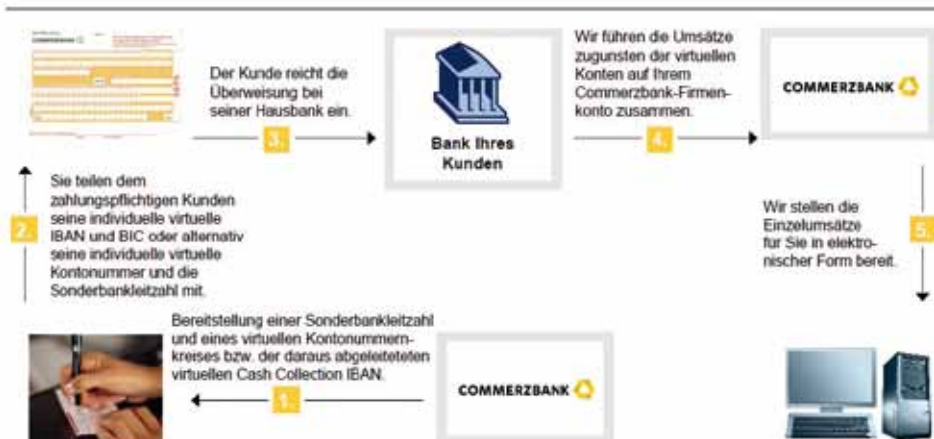 COMMERZBANK
Der Kunde reicht die
Überweisung bei
seiner Hausbank ein.
3.
Bank Ihres
Kunden
Wir führen die Umsätze
zugunsten der virtuellen
Konten auf Ihrem
Commerzbank-Firmen-
konto zusammen.
4.
COMMERZBANK
2.
Sie teilen dem
zahlungspflichtigen Kunden
seine individuelle virtuelle
IBAN und BIC oder alternativ
seine individuelle virtuelle
Kontonummer und die
Sonderbankleitzahl mit.
Wir stellen die
Einzelumsätze
für Sie in elektro-
nischer Form bereit.
5.
Bereitstellung einer Sonderbankleitzahl
und eines virtuellen Kontonummern-
kreises bzw. der daraus abgeleiteteten
virtuellen Cash Collection IBAN.
1.
COMMERZBANK